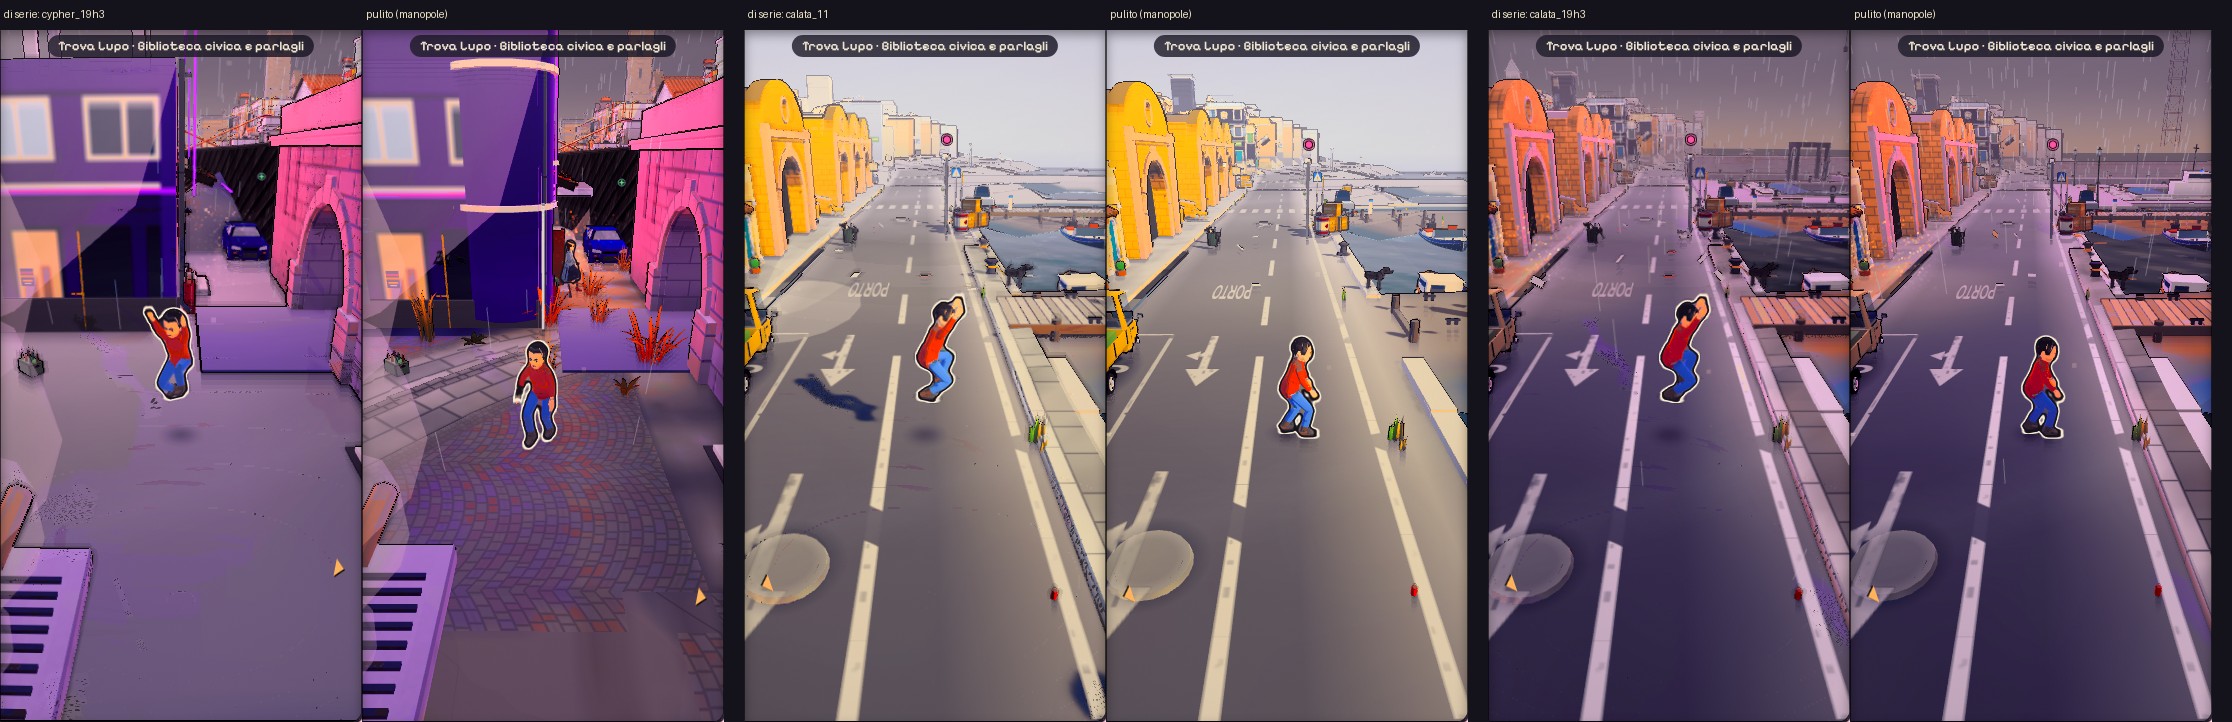 di serie: cypher_19h3
pulito (manopole)
di serie: calata_11
pulito (manopole)
di serie: calata_19h3
pulito (manopole)
Trova Lupo · Biblioteca civica e parlagli
Trova Lupo · Biblioteca civica e parlagli
Trova Lupo · Biblioteca civica e parlagli
Trova Lupo · Biblioteca civica e parlagli
Trova Lupo · Biblioteca civica e parlagli
Trova Lupo · Biblioteca civica e parlagli
PORTO
PORTO
PORTO
PORTO